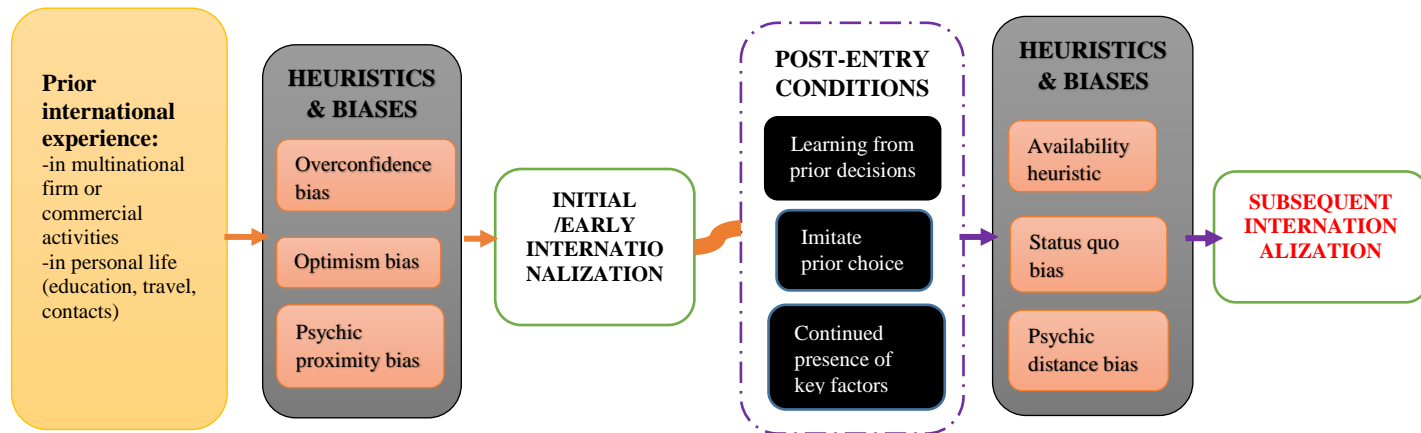 Prior
international
experience:
-in multinational
firm or
commercial
activities
-in personal life
(education, travel,
contacts)
HEURISTICS
& BIASES
Overconfidence
bias
Optimism bias
Psychic
proximity bias
INITIAL
/EARLY
INTERNATIO
NALIZATION
POST-ENTRY
CONDITIONS
Learning from
prior decisions
Imitate
prior choice
Continued
presence of
key factors
HEURISTICS
& BIASES
Availability
heuristic
Status quo
bias
Psychic
distance bias
SUBSEQUENT
INTERNATION
ALIZATION